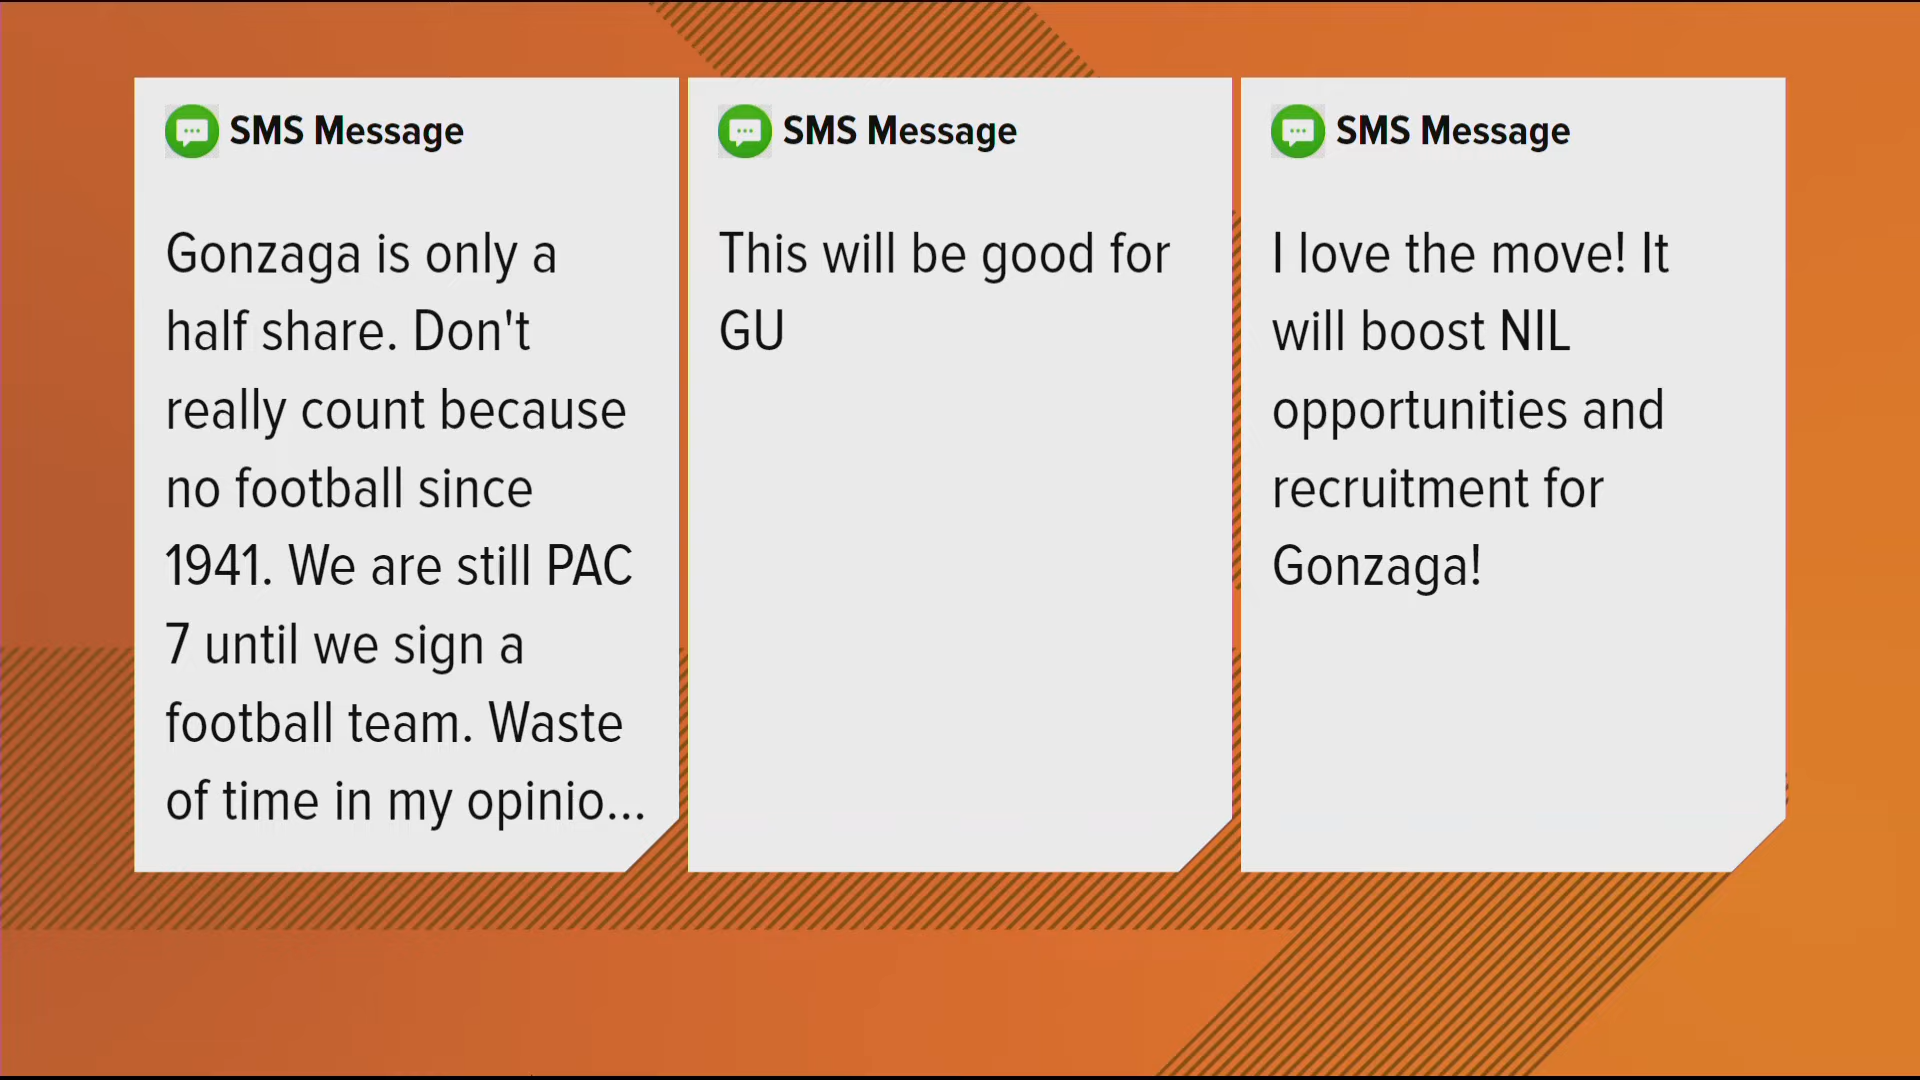 SMS Message
Gonzaga is only a
half share. Don't
really count because
no football since
1941. We are still PAC
7 until we sign a
football team. Waste
of time in my opinio...
SMS Message
This will be good for
GU
SMS Message
I love the move! It
will boost NIL
opportunities and
recruitment for
Gonzaga!